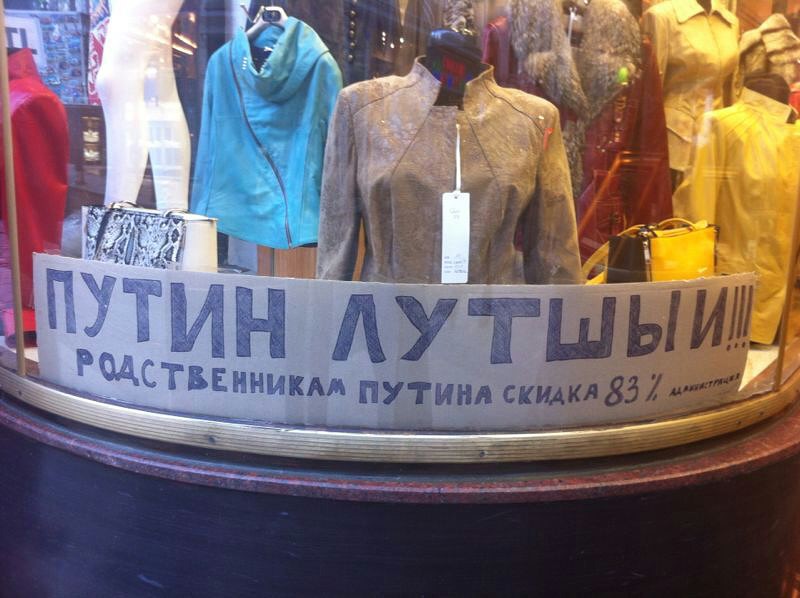 ПУТИН ЛУТШЫИ!!!
РОДСТВЕННИКАМ ПУТИНА СКИДКА 83% АДМИНИСТРАЦИЯ